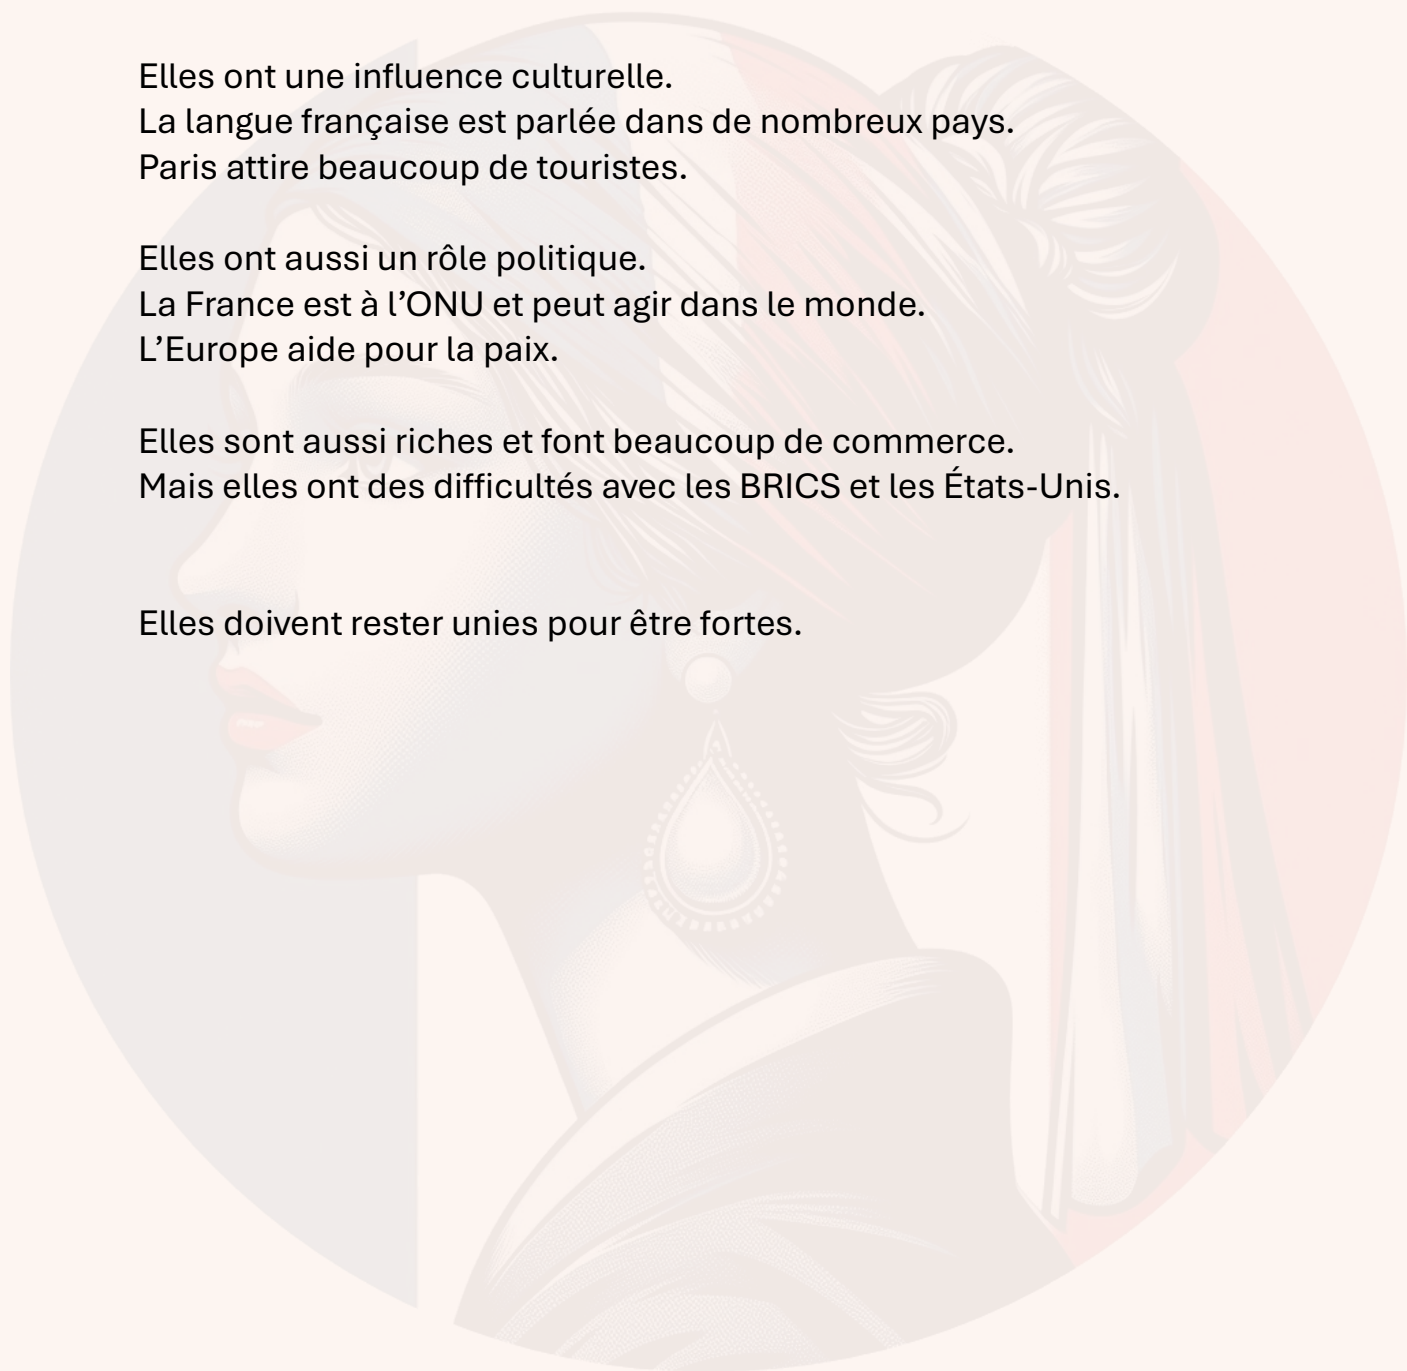 Elles ont une influence culturelle.
La langue française est parlée dans de nombreux pays.
Paris attire beaucoup de touristes.
Elles ont aussi un rôle politique.
La France est à l’ONU et peut agir dans le monde.
L’Europe aide pour la paix.
Elles sont aussi riches et font beaucoup de commerce.
Mais elles ont des difficultés avec les BRICS et les États-Unis.
Elles doivent rester unies pour être fortes.